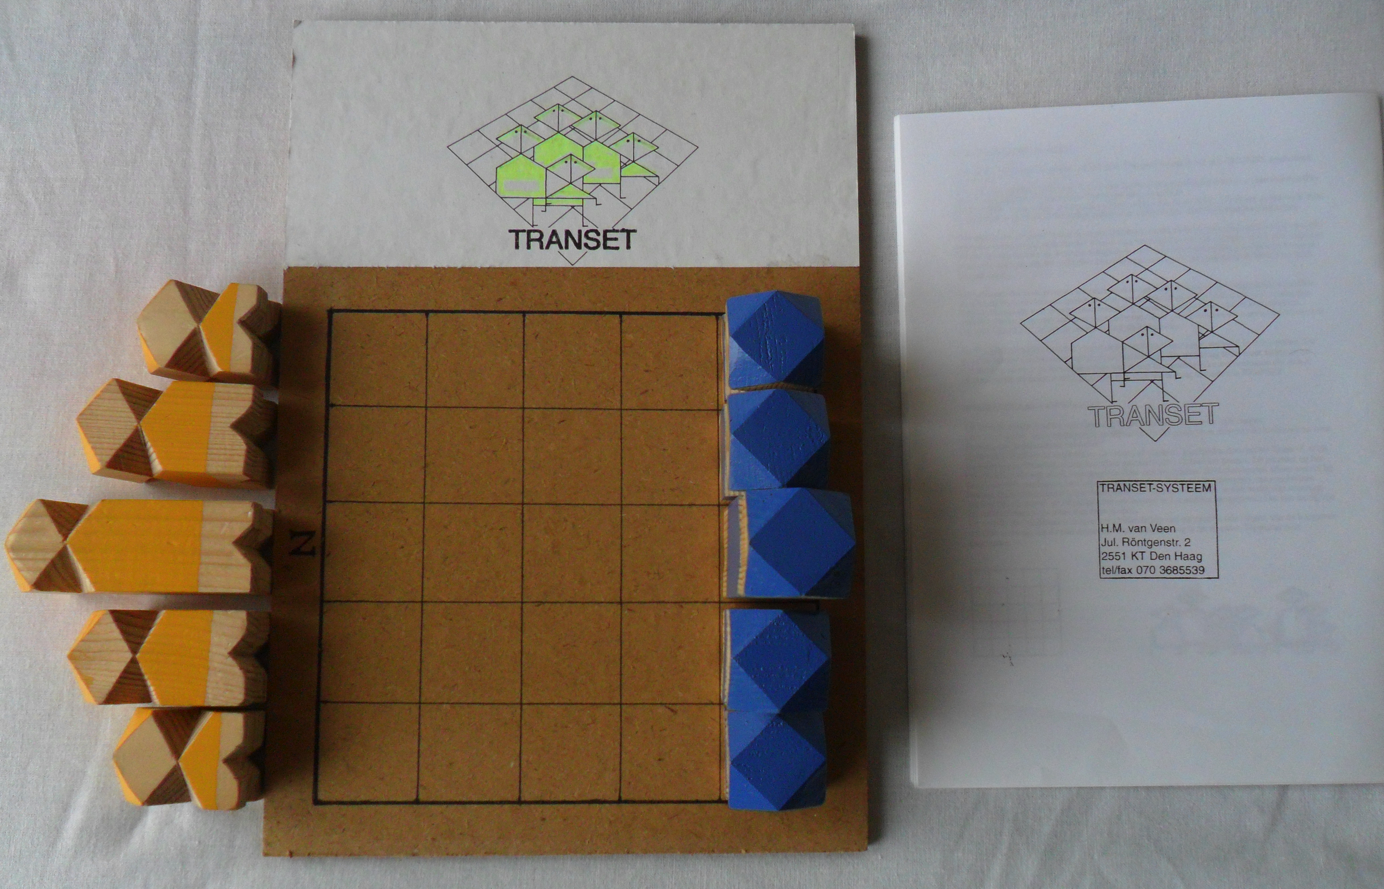 TRANSET
N
TRANSET
TRANSET-SYSTEEM
H.M. van Veen
Jul. Röntgenstr. 2
2551 KT Den Haag
tel/fax 070 3685539